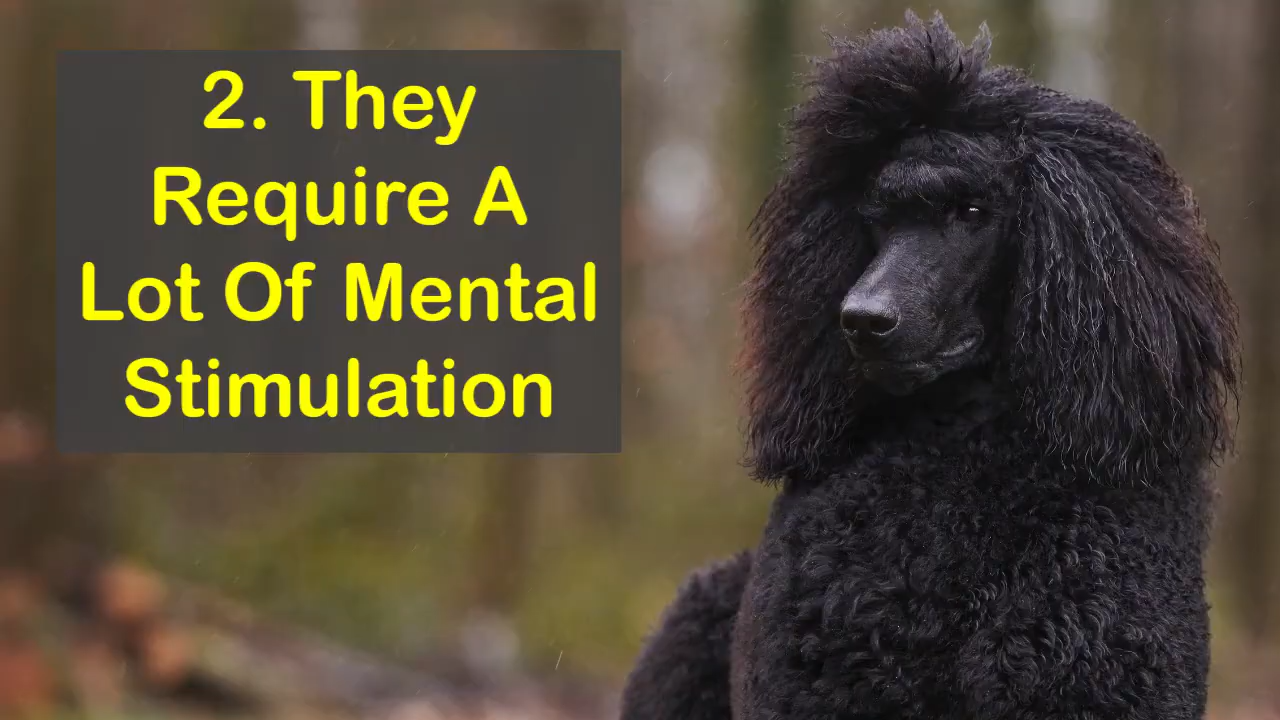 2. They
Require A
Lot Of Mental
Stimulation